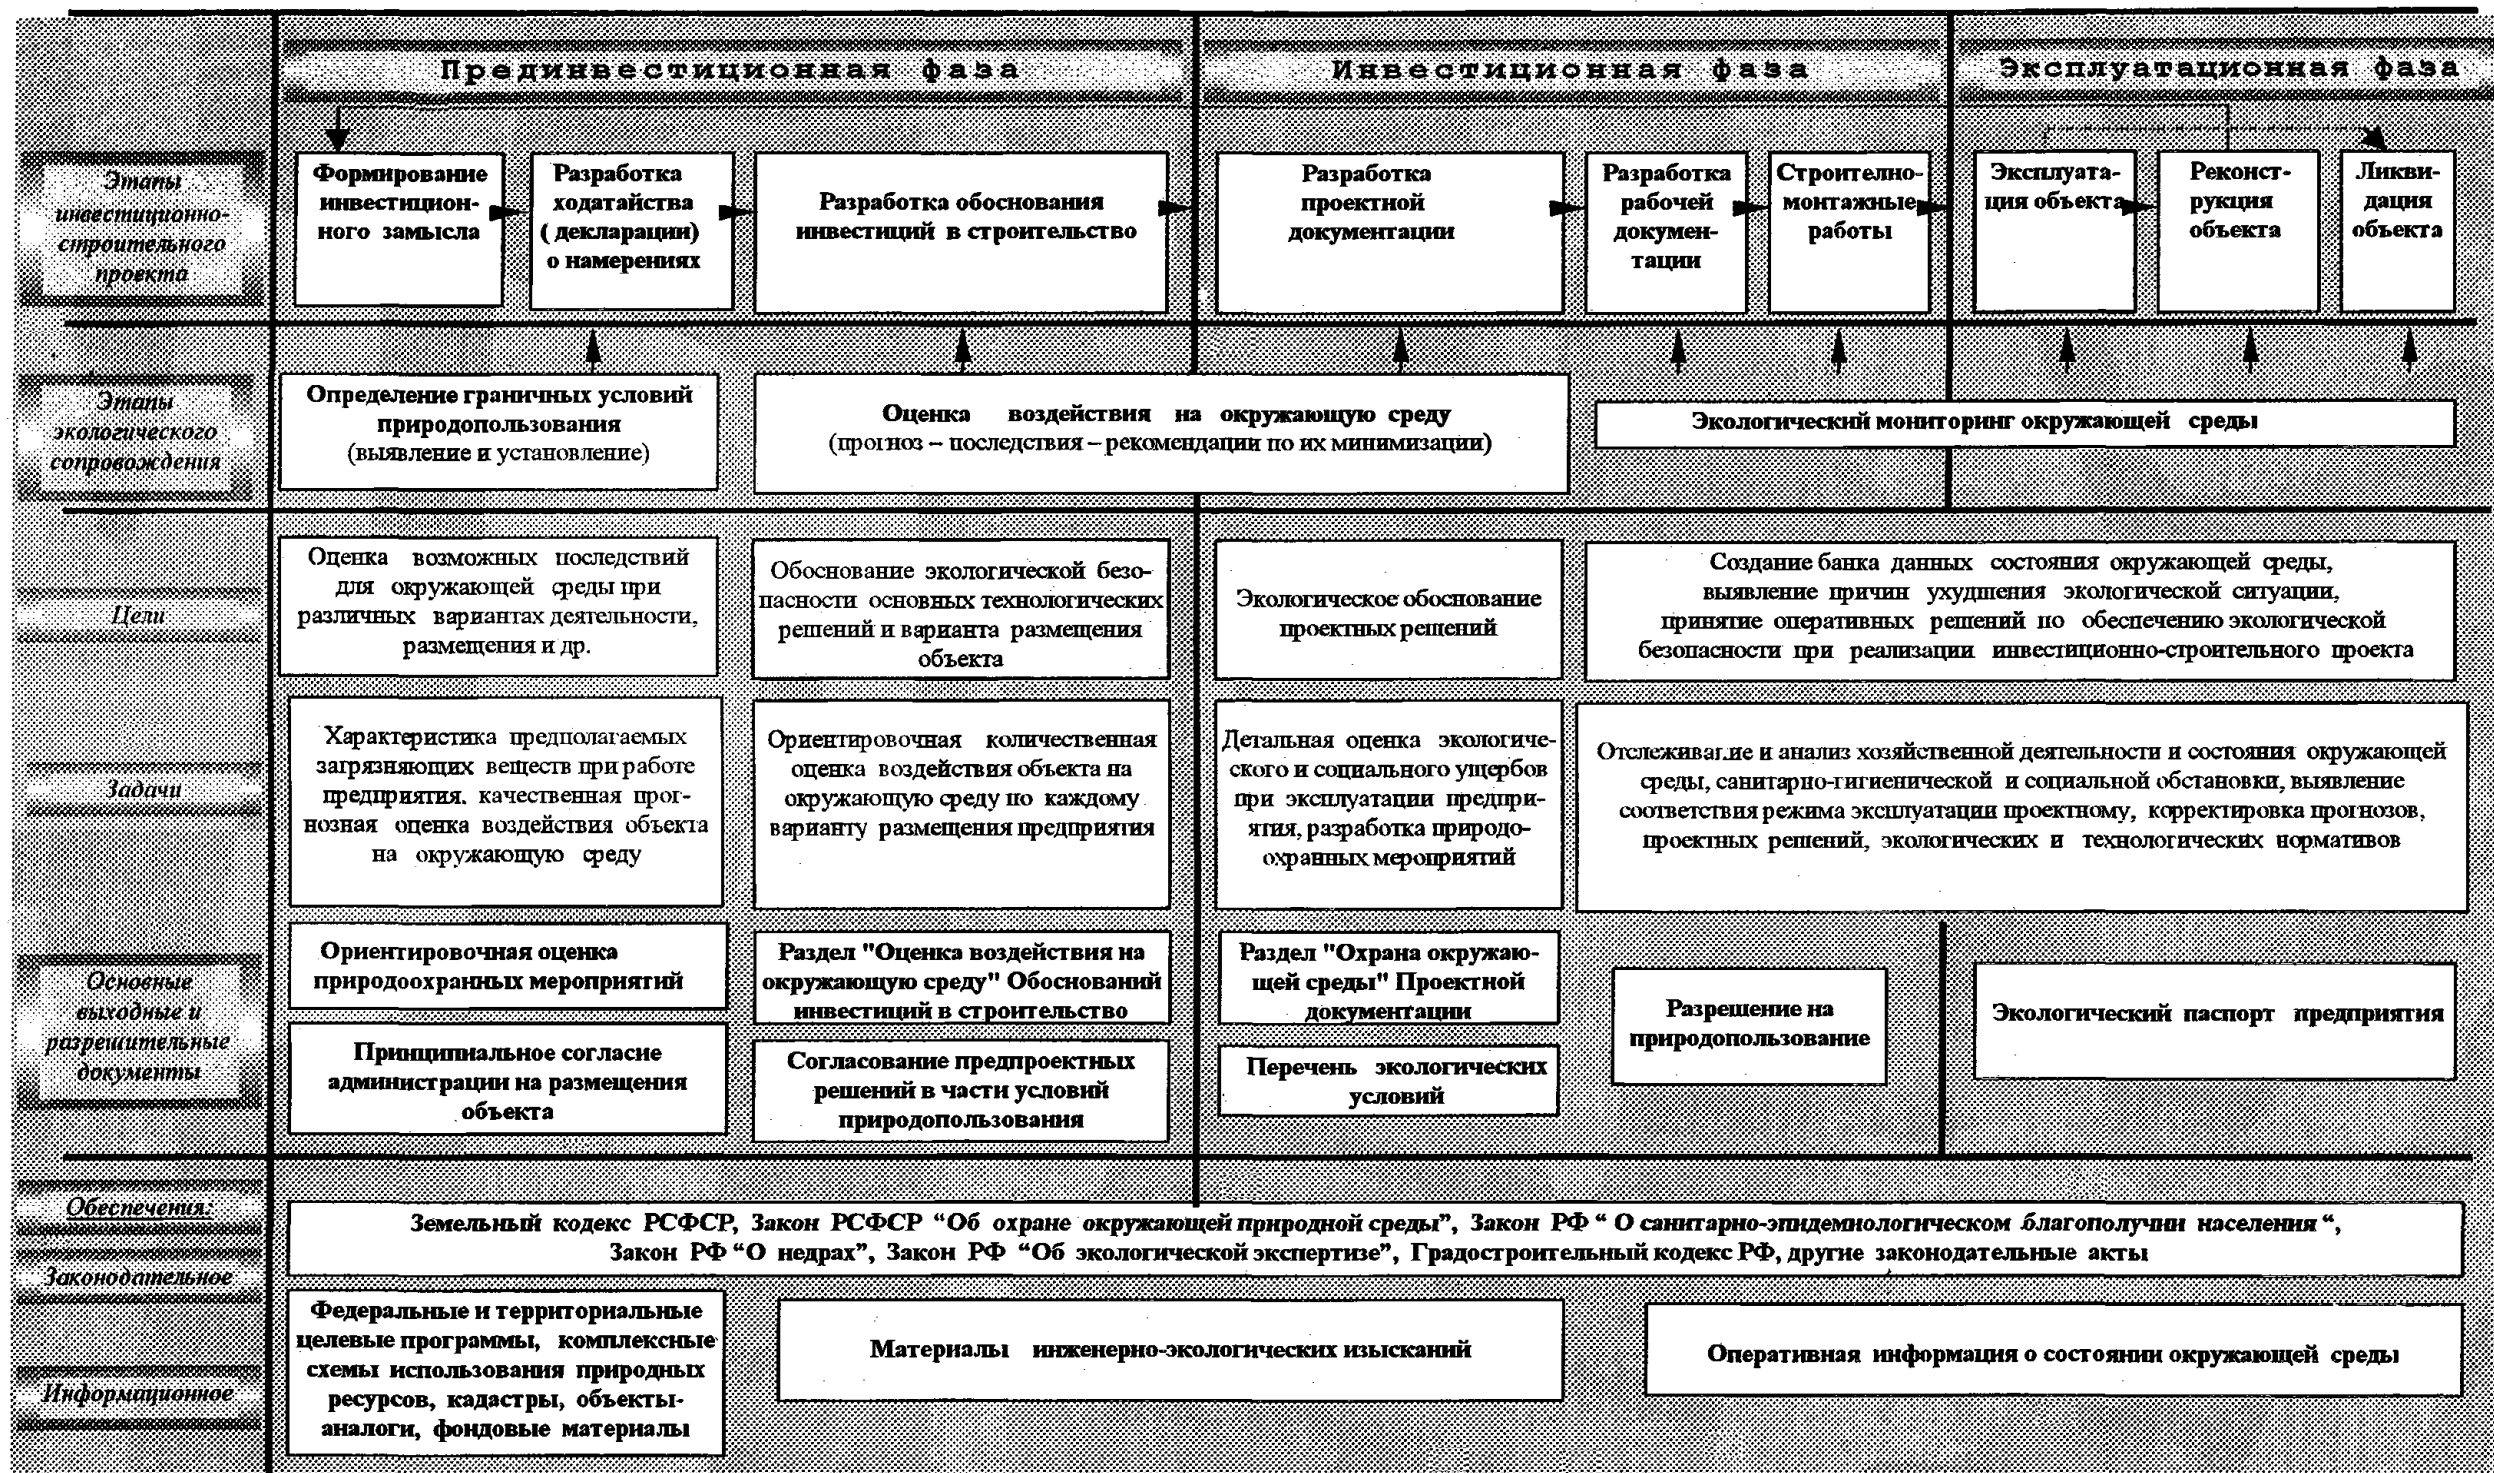 Прединвестиционная фаза
Инвестиционная фаза
Эксплуатационная фаза
Этапы
инвестиционно-
строительного
проекта
Формирование
инвестицион-
ного замысла
Разработка
ходатайства
( декларации)
о намерениях
Разработка обоснования
инвестиций в строительство
Разработка
проектной
документации
Разработка
рабочей
докумен-
тации
Строително-
монтажные
работы
Эксплуата-
ция объекта
Реконст-
рукция
объекта
Ликви-
дация
объекта
Этапы
экологического
сопровождения
Определение граничных условий
природопользования
(выявление и установление)
Оценка воздействия на окружающую среду
(прогноз – последствия – рекомендации по их минимизации)
Экологический мониторинг окружающей среды
Цели
Оценка возможных последствий
для окружающей среды при
различных вариантах деятельности,
размещения и др.
Обоснование экологической безо-
пасности основных технологических
решений и варианта размещения
объекта
Экологическое обоснование
проектных решений
Создание банка данных состояния окружающей среды,
выявление причин ухудшения экологической ситуации,
принятие оперативных решений по обеспечению экологической
безопасности при реализации инвестиционно-строительного проекта
Задачи
Характеристика предполагаемых
загрязняющих веществ при работе
предприятия. качественная прог-
нозная оценка воздействия объекта
на окружающую среду
Ориентировочная количественная
оценка воздействия объекта на
окружающую среду по каждому
варианту размещения предприятия
Детальная оценка экологиче-
ского и социального ущербов
при эксплуатации предпри-
ятия, разработка природо-
охранных мероприятий
Отслеживание и анализ хозяйственной деятельности и состояния окружающей
среды, санитарно-гигиенической и социальной обстановки, выявление
соответствия режима эксплуатации проектному, корректировка прогнозов,
проектных решений, экологических и технологических нормативов
Основные
выходные и
разрешительные
документы
Ориентировочная оценка
природоохранных мероприятий
Раздел "Оценка воздействия на
окружающую среду" Обоснований
инвестиций в строительство
Раздел "Охрана окружаю-
щей среды" Проектной
документации
Разрешение на
природопользование
Экологический паспорт предприятия
Принципиальное согласие
администрации на размещения
объекта
Согласование предпроектных
решений в части условий
природопользования
Перечень экологических
условий
Обеспечения:
Законодательное
Земельный кодекс РСФСР, Закон РСФСР “Об охране окружающей природной среды”, Закон РФ “ О санитарно-эпидемиологическом благополучии населения “,
Закон РФ “О недрах”, Закон РФ “Об экологической экспертизе”, Градостроительный кодекс РФ, другие законодательные акты
Информационное
Федеральные и территориальные
целевые программы, комплексные
схемы использования природных
ресурсов, кадастры, объекты-
аналоги, фондовые материалы
Материалы инженерно-экологических изысканий
Оперативная информация о состоянии окружающей среды